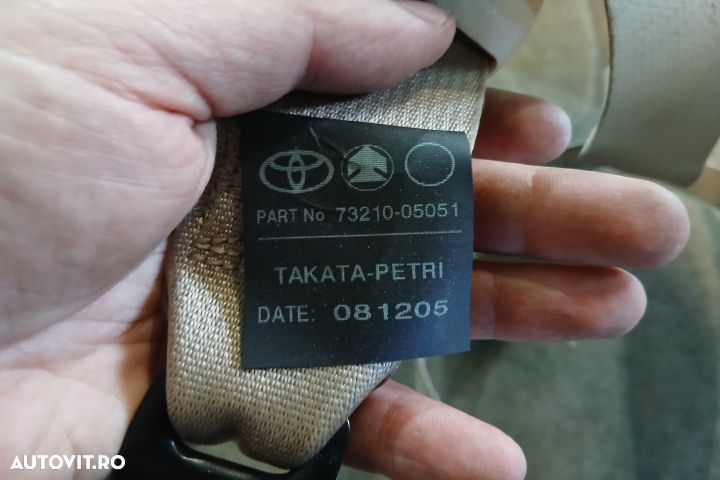 PART No 73210-05051
TAKATA-PETRI
DATE: 081205
AUTOVIT.RO